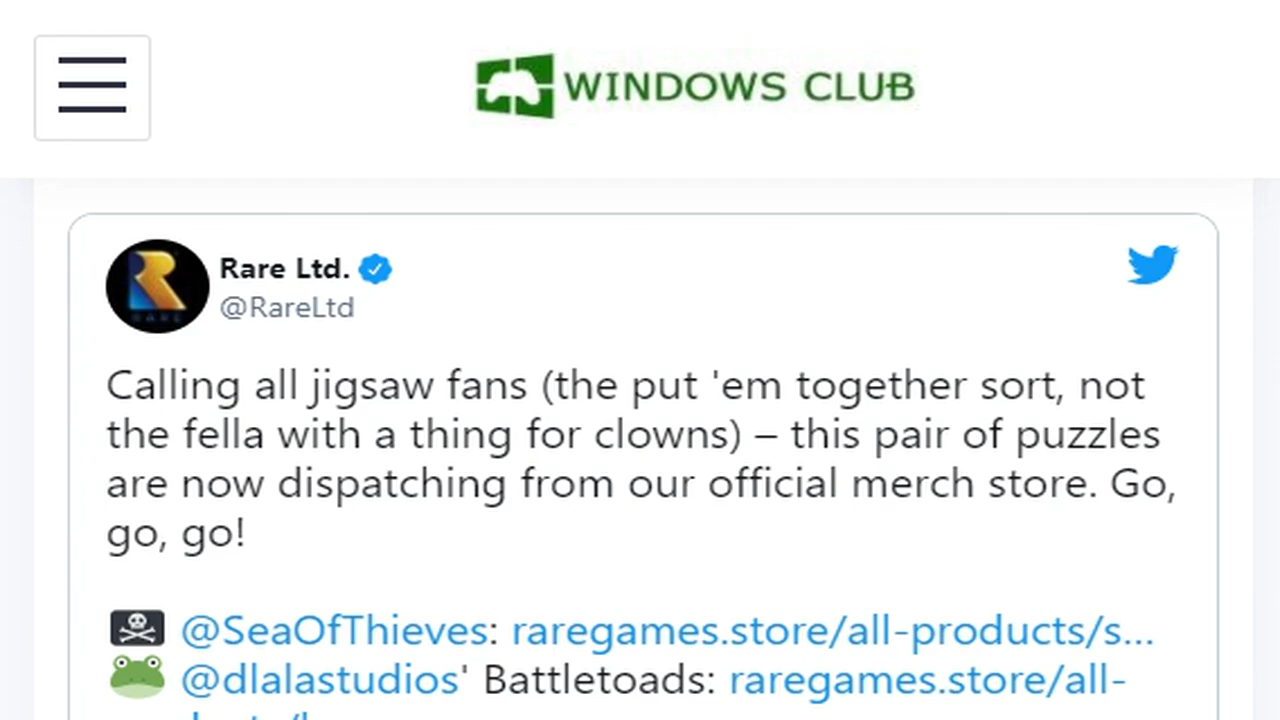 WINDOWS CLUB
Rare Ltd.
@RareLtd
Calling all jigsaw fans (the put 'em together sort, not
the fella with a thing for clowns) – this pair of puzzles
are now dispatching from our official merch store. Go,
go, go!
@SeaOfThieves: raregames.store/all-products/s...
@dlalastudios' Battletoads: raregames.store/all-